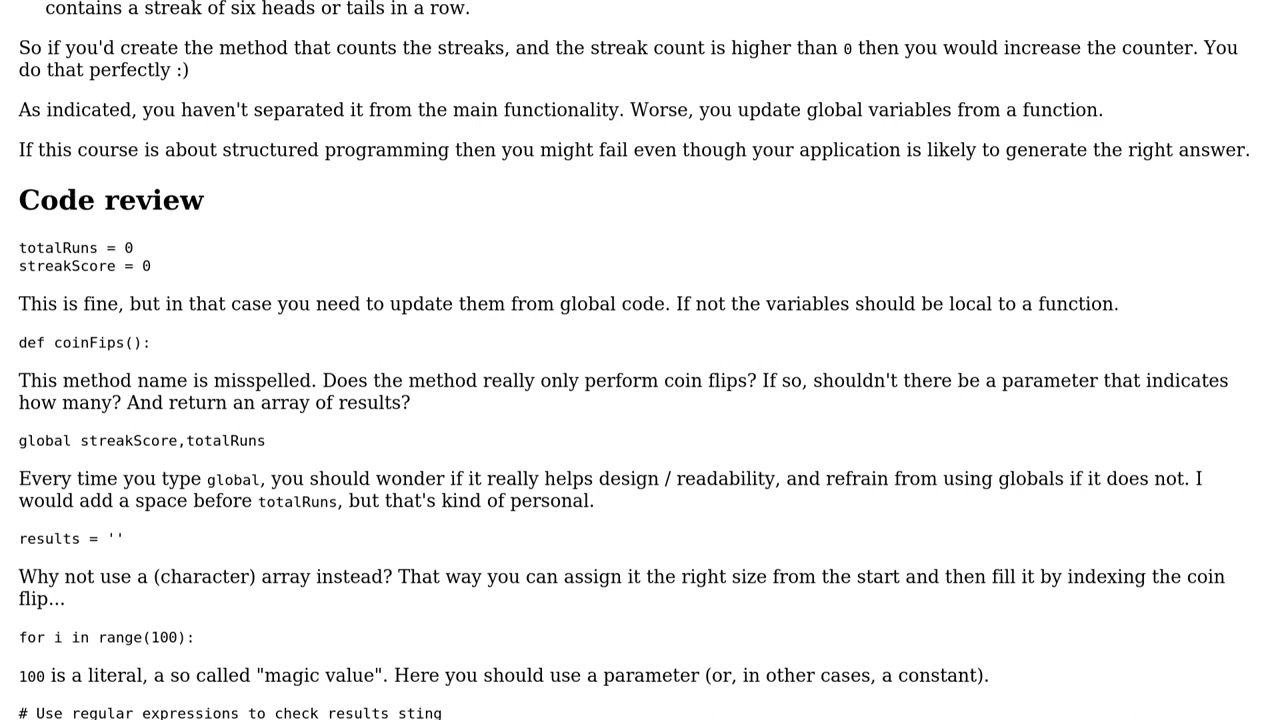 contains a streak of six heads or tails in a row.
So if you'd create the method that counts the streaks, and the streak count is higher than 0 then you would increase the counter. You
do that perfectly :)
As indicated, you haven't separated it from the main functionality. Worse, you update global variables from a function.
If this course is about structured programming then you might fail even though your application is likely to generate the right answer.
Code review
totalRuns = 0
streakScore = 0
This is fine, but in that case you need to update them from global code. If not the variables should be local to a function.
def coinFips():
This method name is misspelled. Does the method really only perform coin flips? If so, shouldn't there be a parameter that indicates
how many? And return an array of results?
global streakScore,totalRuns
Every time you type global, you should wonder if it really helps design / readability, and refrain from using globals if it does not. I
would add a space before totalRuns, but that's kind of personal.
results = ''
Why not use a (character) array instead? That way you can assign it the right size from the start and then fill it by indexing the coin
flip...
for i in range(100):
100 is a literal, a so called "magic value". Here you should use a parameter (or, in other cases, a constant).
# Use regular expressions to check results sting